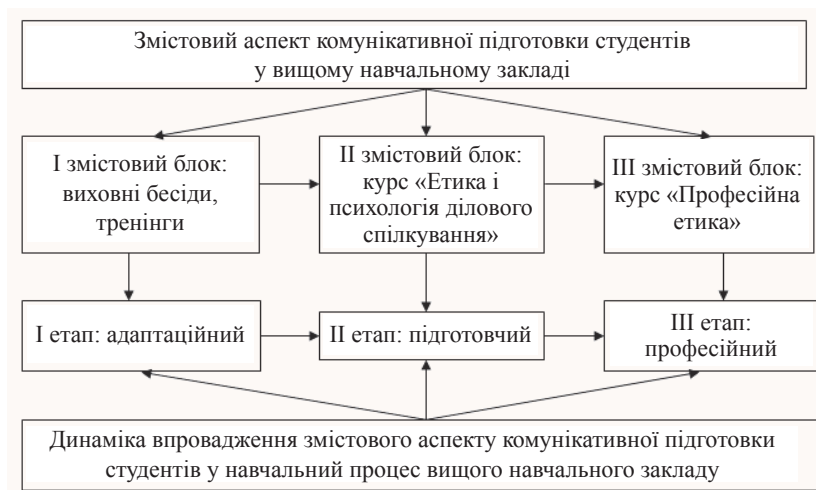 Змістовий аспект комунікативної підготовки студентів
у вищому навчальному закладі
І змістовий блок:
виховні бесіди,
тренінги
ІІ змістовий блок:
курс «Етика і
психологія ділового
спілкування»
ІІІ змістовий блок:
курс «Професійна
етика»
І етап: адаптаційний
ІІ етап: підготовчий
ІІІ етап:
професійний
Динаміка впровадження змістового аспекту комунікативної підготовки
студентів у навчальний процес вищого навчального закладу